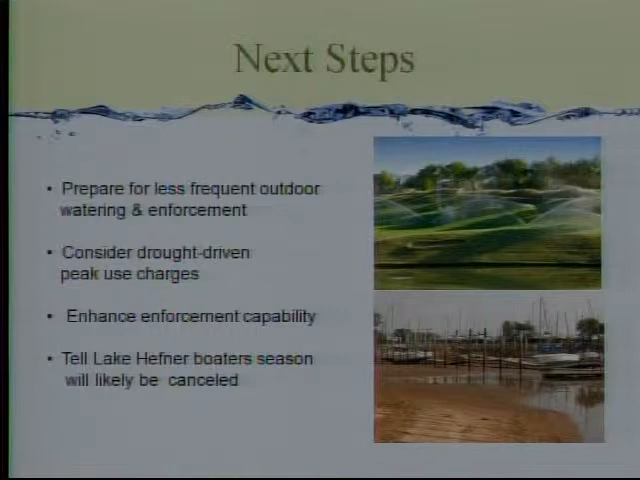 Next Steps
• Prepare for less frequent outdoor
watering & enforcement
• Consider drought-driven
peak use charges
• Enhance enforcement capability
• Tell Lake Hefner boaters season
will likely be canceled